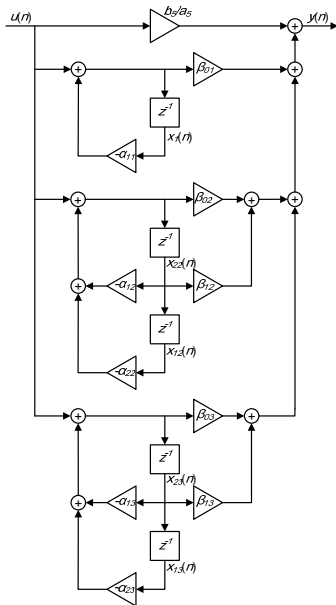 u(n) b₅/a₅ y(n)
β₀₁
z⁻¹
x₁(n)
-α₁₁
β₀₂
z⁻¹
x₂₂(n)
-α₁₂ β₁₂
z⁻¹
x₁₂(n)
-α₂₂
β₀₃
z⁻¹
x₂₃(n)
-α₁₃ β₁₃
z⁻¹
x₁₃(n)
-α₂₃